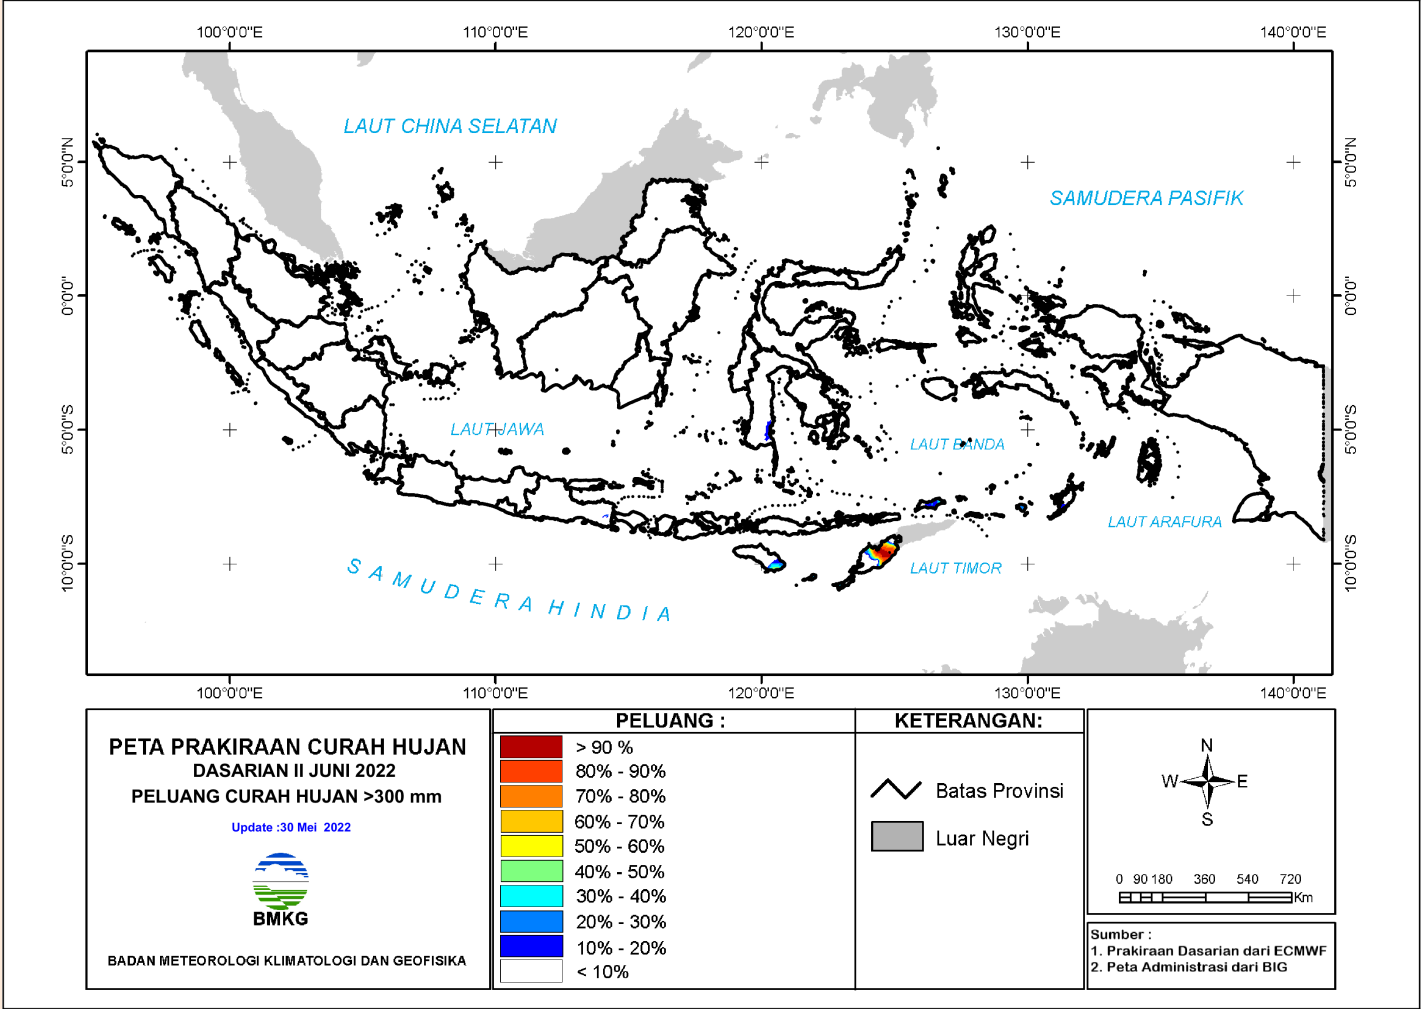 100°0'0"E 110°0'0"E 120°0'0"E 130°0'0"E 140°0'0"E
5°0'0"N 5°0'0"N
LAUT CHINA SELATAN
SAMUDERA PASIFIK
0°0'0" 0°0'0"
5°0'0"S 5°0'0"S
LAUT JAWA
LAUT BANDA
LAUT ARAFURA
10°0'0"S 10°0'0"S
LAUT TIMOR
SAMUDERA HINDIA
100°0'0"E 110°0'0"E 120°0'0"E 130°0'0"E 140°0'0"E
PETA PRAKIRAAN CURAH HUJAN
DASARIAN II JUNI 2022
PELUANG CURAH HUJAN >300 mm
Update :30 Mei 2022
BMKG
BADAN METEOROLOGI KLIMATOLOGI DAN GEOFISIKA
PELUANG :
> 90 %
80% - 90%
70% - 80%
60% - 70%
50% - 60%
40% - 50%
30% - 40%
20% - 30%
10% - 20%
< 10%
KETERANGAN:
Batas Provinsi
Luar Negri
N
W E
S
0 90 180 360 540 720
Km
Sumber :
1. Prakiraan Dasarian dari ECMWF
2. Peta Administrasi dari BIG